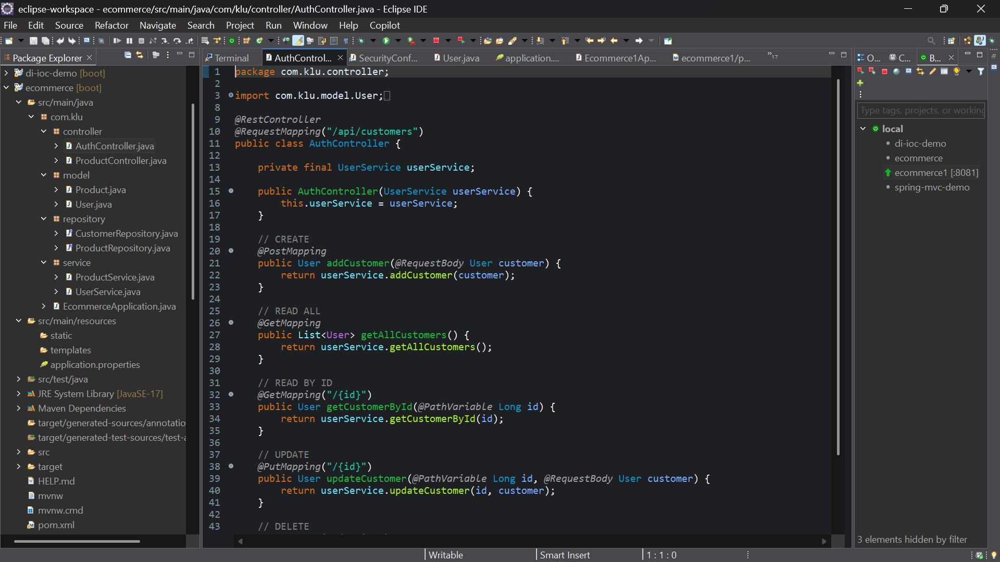 eclipse-workspace - ecommerce/src/main/java/com/klu/controller/AuthController.java - Eclipse IDE
File Edit Source Refactor Navigate Search Project Run Window Help Copilot
Package Explorer
di-ioc-demo [boot]
ecommerce [boot]
src/main/java
com.klu
controller
AuthController.java
ProductController.java
model
Product.java
User.java
repository
CustomerRepository.java
ProductRepository.java
service
ProductService.java
UserService.java
EcommerceApplication.java
src/main/resources
static
templates
application.properties
src/test/java
JRE System Library [JavaSE-17]
Maven Dependencies
target/generated-sources/annotatio
target/generated-test-sources/test-
src
target
HELP.md
mvnw
mvnw.cmd
pom.xml
Terminal AuthControl... SecurityConf... User.java application.... Ecommerce1Ap... ecommerce1/p... »17
1 package com.klu.controller;
2
3 import com.klu.model.User;
8
9 @RestController
10 @RequestMapping("/api/customers")
11 public class AuthController {
12
13 private final UserService userService;
14
15 public AuthController(UserService userService) {
16 this.userService = userService;
17 }
18
19 // CREATE
20 @PostMapping
21 public User addCustomer(@RequestBody User customer) {
22 return userService.addCustomer(customer);
23 }
24
25 // READ ALL
26 @GetMapping
27 public List<User> getAllCustomers() {
28 return userService.getAllCustomers();
29 }
30
31 // READ BY ID
32 @GetMapping("/{id}")
33 public User getCustomerById(@PathVariable Long id) {
34 return userService.getCustomerById(id);
35 }
36
37 // UPDATE
38 @PutMapping("/{id}")
39 public User updateCustomer(@PathVariable Long id, @RequestBody User customer) {
40 return userService.updateCustomer(id, customer);
41 }
42
43 // DELETE
O... C... B...
Type tags, projects, or working
local
di-ioc-demo
ecommerce
ecommerce1 [:8081]
spring-mvc-demo
3 elements hidden by filter
Writable Smart Insert 1 : 1 : 0